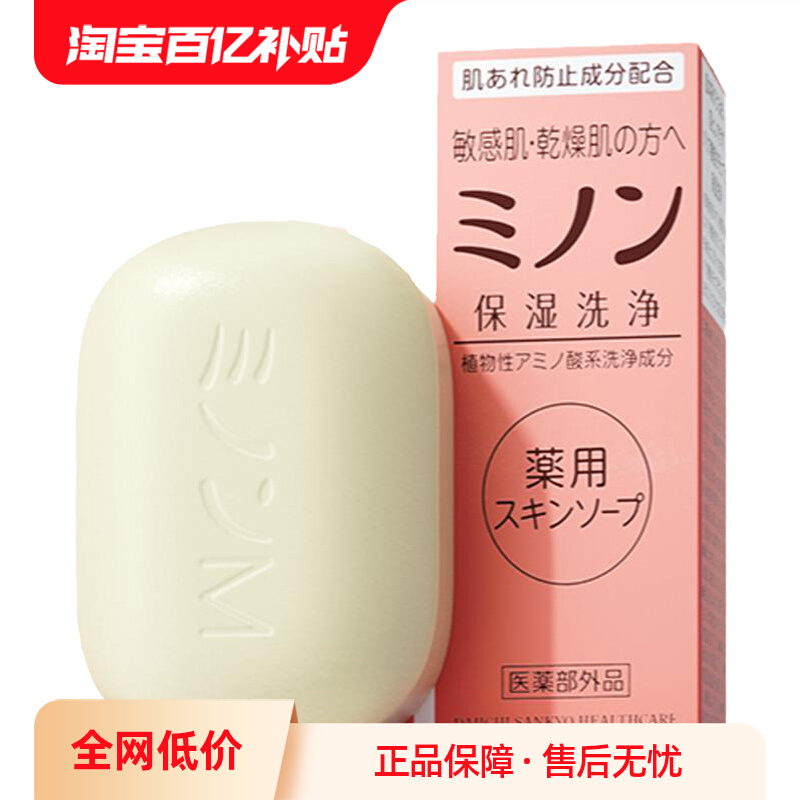 淘宝百亿补贴
肌あれ防止成分配合
敏感肌・乾燥肌の方へ
ミノン
保湿洗浄
植物性アミノ酸系洗浄成分
薬用
スキンソープ
医薬部外品
DAIICHI SANKYO HEALTHCARE
ミノンM
全网低价
正品保障·售后无忧